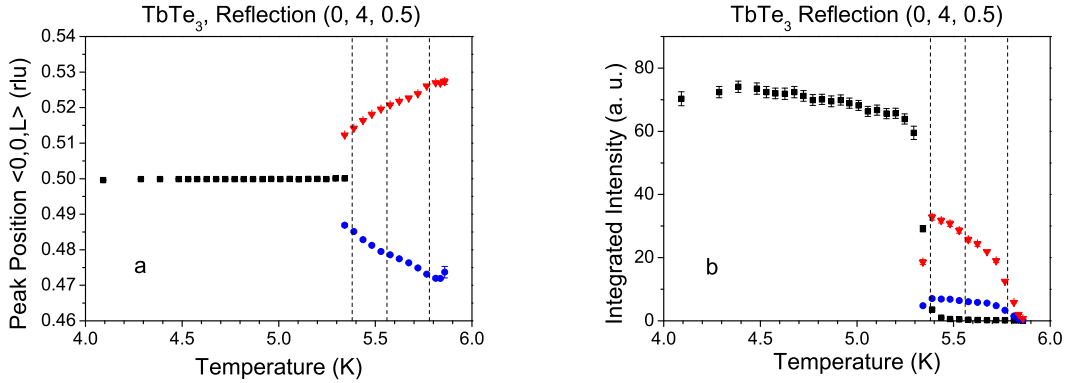 TbTe3, Reflection (0, 4, 0.5)
Peak Position <0,0,L> (rlu)
0.54
0.53
0.52
0.51
0.50
0.49
0.48
0.47
0.46
a
4.0 4.5 5.0 5.5 6.0
Temperature (K)
TbTe3 Reflection (0, 4, 0.5)
Integrated Intensity (a. u.)
80
60
40
20
0
b
4.0 4.5 5.0 5.5 6.0
Temperature (K)